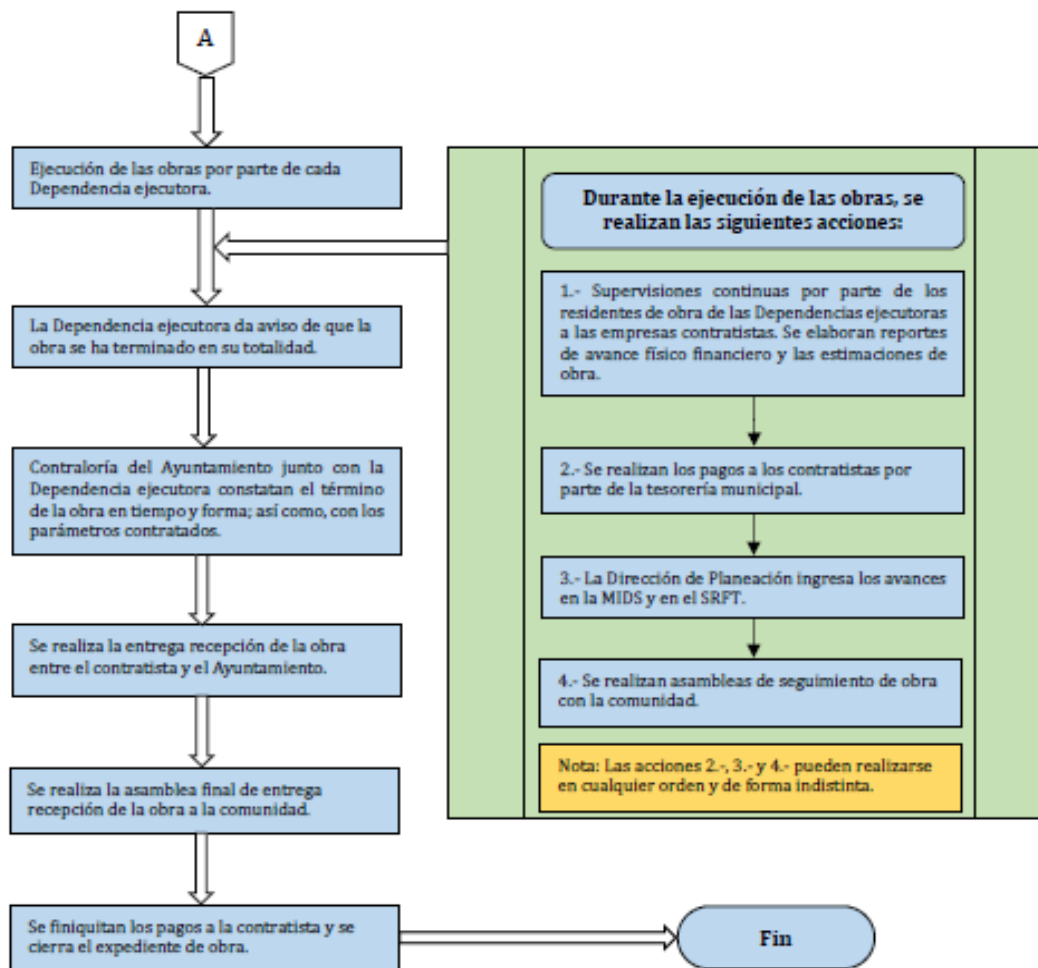 A
Ejecución de las obras por parte de cada
Dependencia ejecutora.
La Dependencia ejecutora da aviso de que la
obra se ha terminado en su totalidad.
Contraloría del Ayuntamiento junto con la
Dependencia ejecutora constatan el término
de la obra en tiempo y forma; así como, con los
parámetros contratados.
Se realiza la entrega recepción de la obra
entre el contratista y el Ayuntamiento.
Se realiza la asamblea final de entrega
recepción de la obra a la comunidad.
Se finiquitan los pagos a la contratista y se
cierra el expediente de obra.
Durante la ejecución de las obras, se
realizan las siguientes acciones:
1.- Supervisiones continuas por parte de los
residentes de obra de las Dependencias ejecutoras
a las empresas contratistas. Se elaboran reportes
de avance físico financiero y las estimaciones de
obra.
2.- Se realizan los pagos a los contratistas por
parte de la tesorería municipal.
3.- La Dirección de Planeación ingresa los avances
en la MIDS y en el SRFT.
4.- Se realizan asambleas de seguimiento de obra
con la comunidad.
Nota: Las acciones 2.-, 3.- y 4.- pueden realizarse
en cualquier orden y de forma indistinta.
Fin